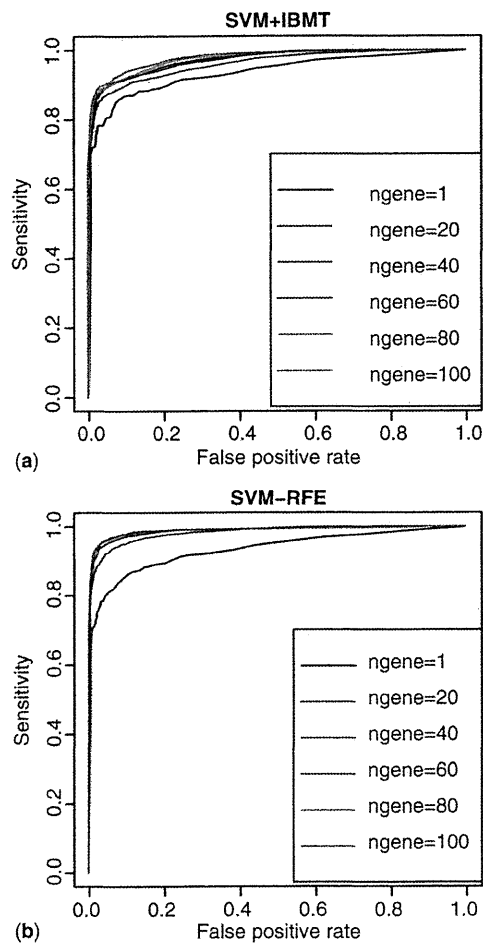 SVM+IBMT
Sensitivity
1.0
0.8
0.6
0.4
0.2
0.0
ngene=1
ngene=20
ngene=40
ngene=60
ngene=80
ngene=100
0.0 0.2 0.4 0.6 0.8 1.0
False positive rate
(a)
SVM−RFE
Sensitivity
1.0
0.8
0.6
0.4
0.2
0.0
ngene=1
ngene=20
ngene=40
ngene=60
ngene=80
ngene=100
0.0 0.2 0.4 0.6 0.8 1.0
False positive rate
(b)